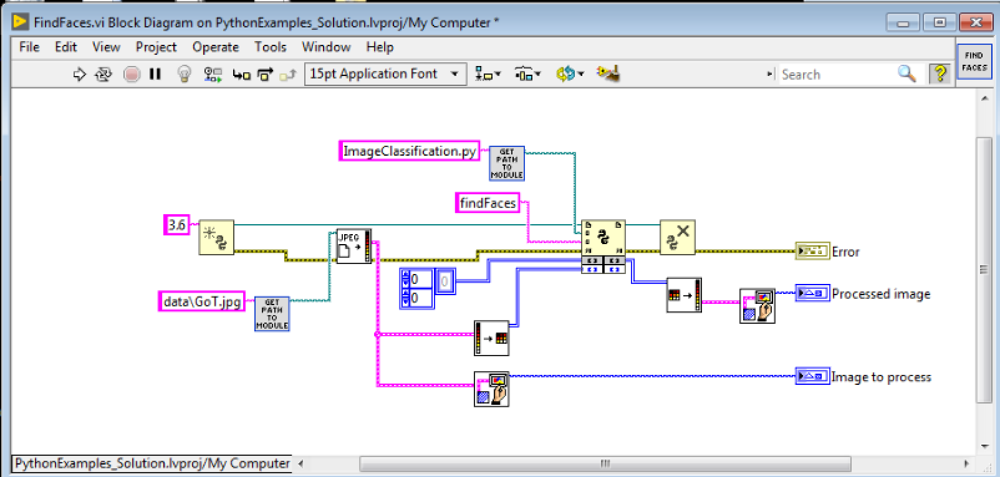 FindFaces.vi Block Diagram on PythonExamples_Solution.lvproj/My Computer *
File Edit View Project Operate Tools Window Help
15pt Application Font
Search
?
FIND
FACES
ImageClassification.py
GET
PATH
TO
MODULE
findFaces
3.6
JPEG
Error
0
0
0
Processed image
data\GoT.jpg
GET
PATH
TO
MODULE
Image to process
PythonExamples_Solution.lvproj/My Computer